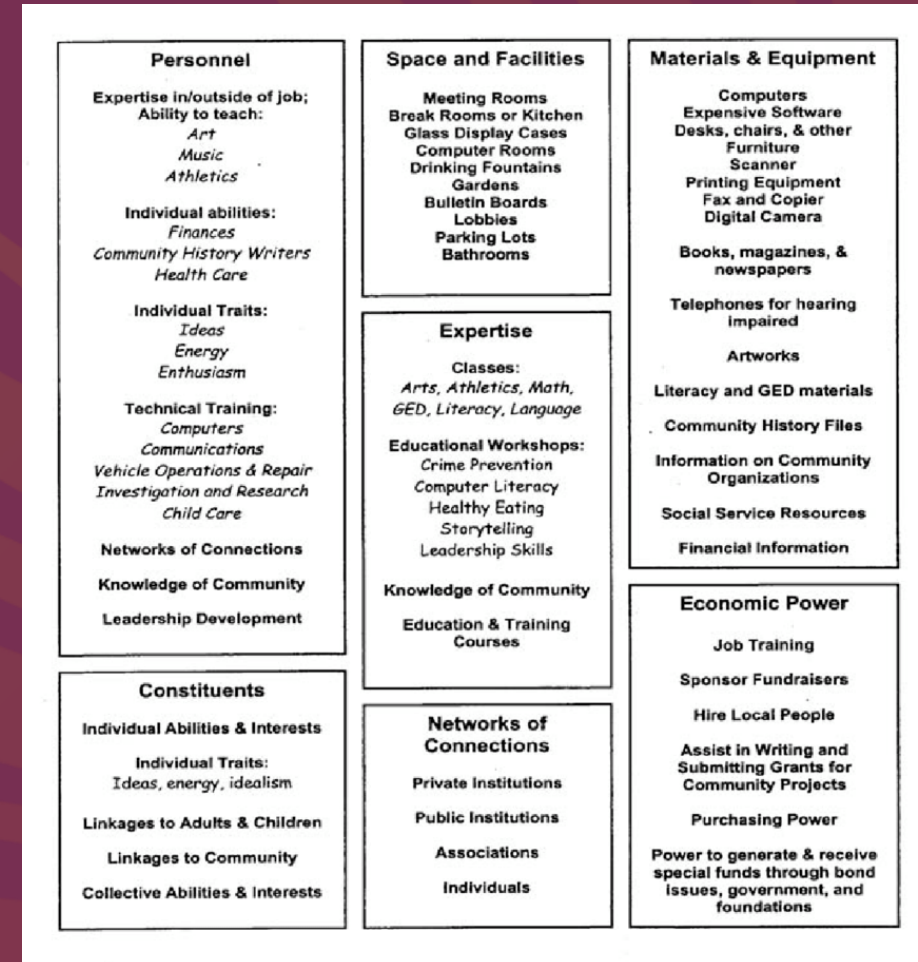 Personnel
Expertise in/outside of job;
Ability to teach:
Art
Music
Athletics
Individual abilities:
Finances
Community History Writers
Health Care
Individual Traits:
Ideas
Energy
Enthusiasm
Technical Training:
Computers
Communications
Vehicle Operations & Repair
Investigation and Research
Child Care
Networks of Connections
Knowledge of Community
Leadership Development
Constituents
Individual Abilities & Interests
Individual Traits:
Ideas, energy, idealism
Linkages to Adults & Children
Linkages to Community
Collective Abilities & Interests
Space and Facilities
Meeting Rooms
Break Rooms or Kitchen
Glass Display Cases
Computer Rooms
Drinking Fountains
Gardens
Bulletin Boards
Lobbies
Parking Lots
Bathrooms
Expertise
Classes:
Arts, Athletics, Math,
GED, Literacy, Language
Educational Workshops:
Crime Prevention
Computer Literacy
Healthy Eating
Storytelling
Leadership Skills
Knowledge of Community
Education & Training
Courses
Networks of
Connections
Private Institutions
Public Institutions
Associations
Individuals
Materials & Equipment
Computers
Expensive Software
Desks, chairs, & other
Furniture
Scanner
Printing Equipment
Fax and Copier
Digital Camera
Books, magazines, &
newspapers
Telephones for hearing
impaired
Artworks
Literacy and GED materials
Community History Files
Information on Community
Organizations
Social Service Resources
Financial Information
Economic Power
Job Training
Sponsor Fundraisers
Hire Local People
Assist in Writing and
Submitting Grants for
Community Projects
Purchasing Power
Power to generate & receive
special funds through bond
issues, government, and
foundations